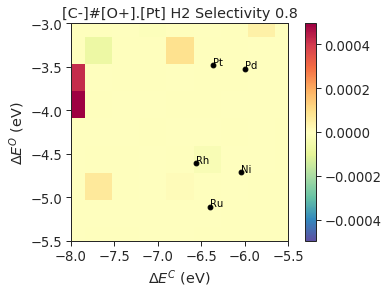 [C-]#[O+].[Pt] H2 Selectivity 0.8
−3.0
−3.5
−4.0
−4.5
−5.0
−5.5
ΔE^O (eV)
Pt
Pd
Rh
Ni
Ru
−8.0 −7.5 −7.0 −6.5 −6.0 −5.5
ΔE^C (eV)
0.0004
0.0002
0.0000
−0.0002
−0.0004